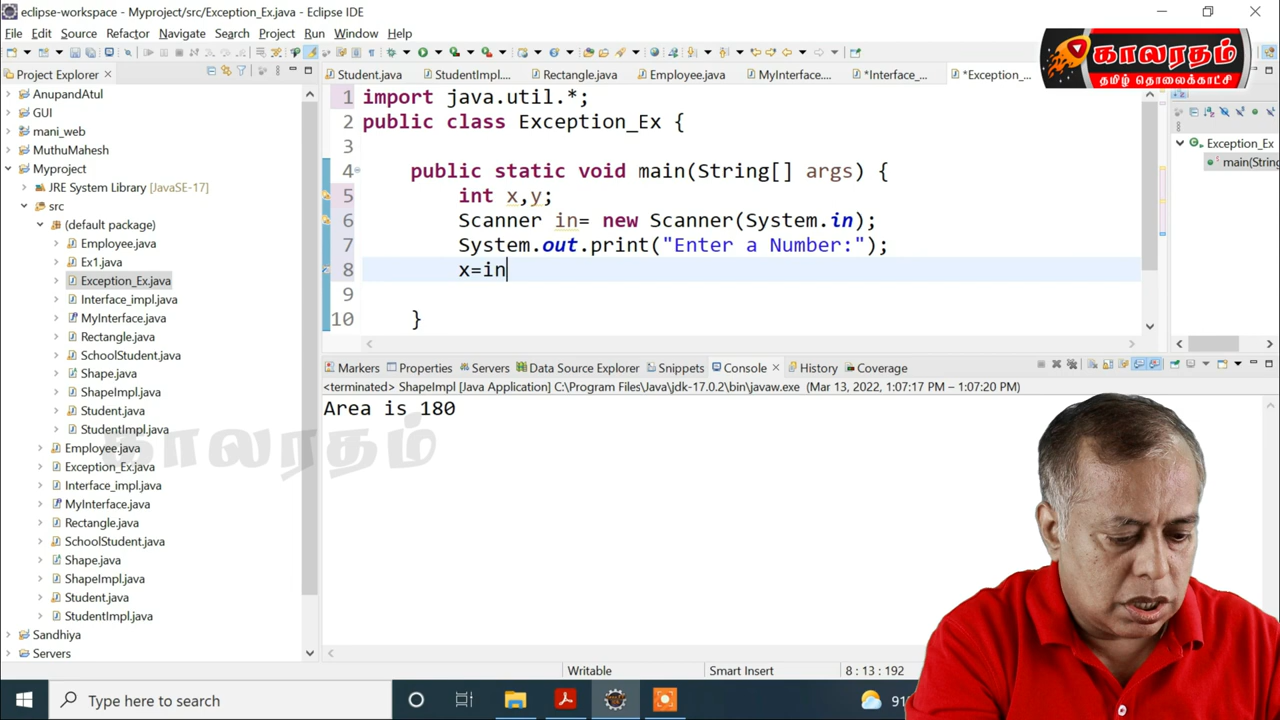 eclipse-workspace - Myproject/src/Exception_Ex.java - Eclipse IDE
File Edit Source Refactor Navigate Search Project Run Window Help
காலரதம்
தமிழ் தொலைக்காட்சி
Project Explorer
Student.java StudentImpl.... Rectangle.java Employee.java MyInterface.... *Interface_... *Exception_...
AnupandAtul
GUI
mani_web
MuthuMahesh
Myproject
JRE System Library [JavaSE-17]
src
(default package)
Employee.java
Ex1.java
Exception_Ex.java
Interface_impl.java
MyInterface.java
Rectangle.java
SchoolStudent.java
Shape.java
ShapeImpl.java
Student.java
StudentImpl.java
Employee.java
Exception_Ex.java
Interface_impl.java
MyInterface.java
Rectangle.java
SchoolStudent.java
Shape.java
ShapeImpl.java
Student.java
StudentImpl.java
Sandhiya
Servers
1 import java.util.*;
2 public class Exception_Ex {
3
4 public static void main(String[] args) {
5 int x,y;
6 Scanner in= new Scanner(System.in);
7 System.out.print("Enter a Number:");
8 x=in
9
10 }
Exception_Ex
main(String
Markers Properties Servers Data Source Explorer Snippets Console History Coverage
<terminated> ShapeImpl [Java Application] C:\Program Files\Java\jdk-17.0.2\bin\javaw.exe (Mar 13, 2022, 1:07:17 PM – 1:07:20 PM)
Area is 180
காலரதம்
Writable Smart Insert 8 : 13 : 192
Type here to search
91